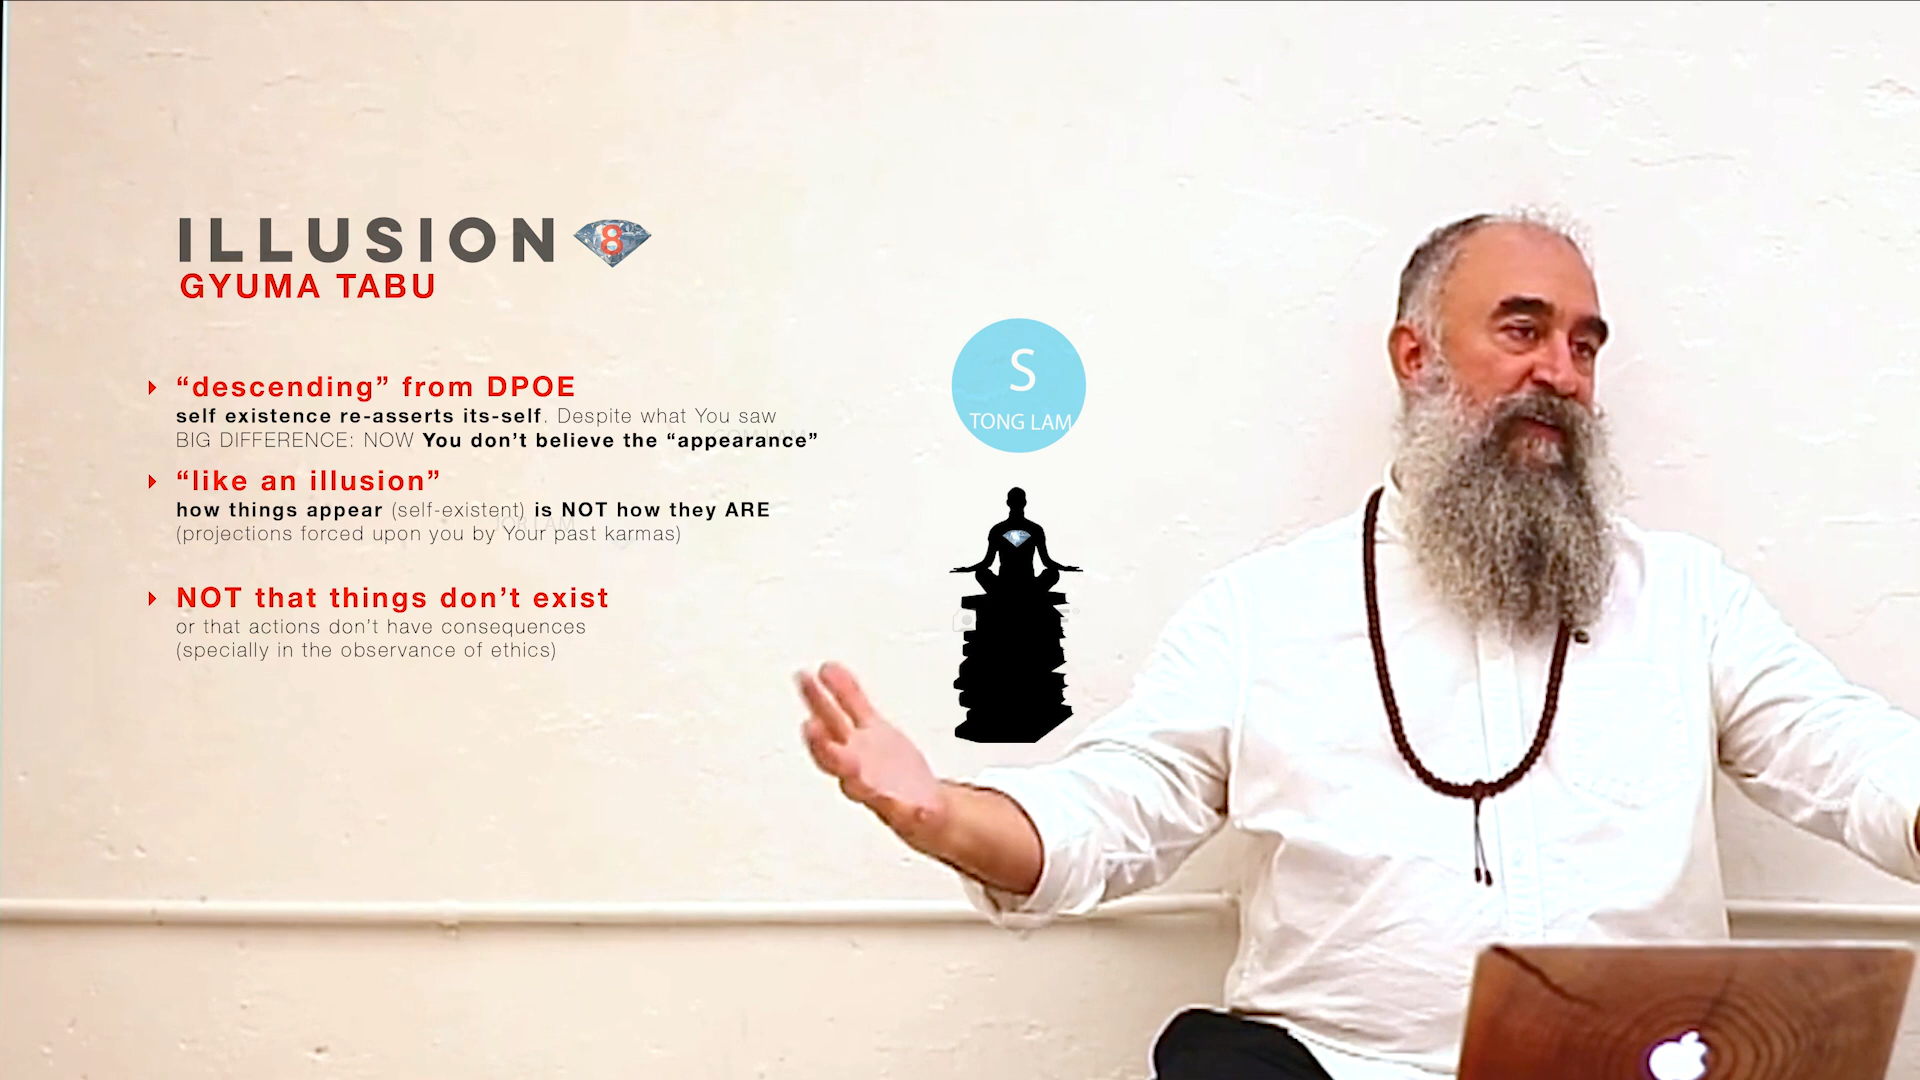 ILLUSION 8
GYUMA TABU
“descending” from DPOE
self existence re-asserts its-self. Despite what You saw
BIG DIFFERENCE: NOW You don’t believe the “appearance”
“like an illusion”
how things appear (self-existent) is NOT how they ARE
(projections forced upon you by Your past karmas)
NOT that things don’t exist
or that actions don’t have consequences
(specially in the observance of ethics)
S
TONG LAM